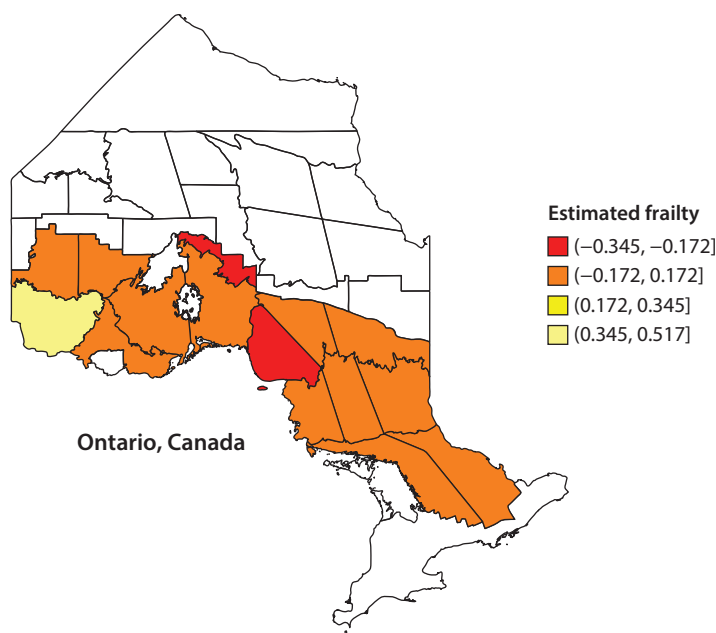 Estimated frailty
(−0.345, −0.172]
(−0.172, 0.172]
(0.172, 0.345]
(0.345, 0.517]
Ontario, Canada